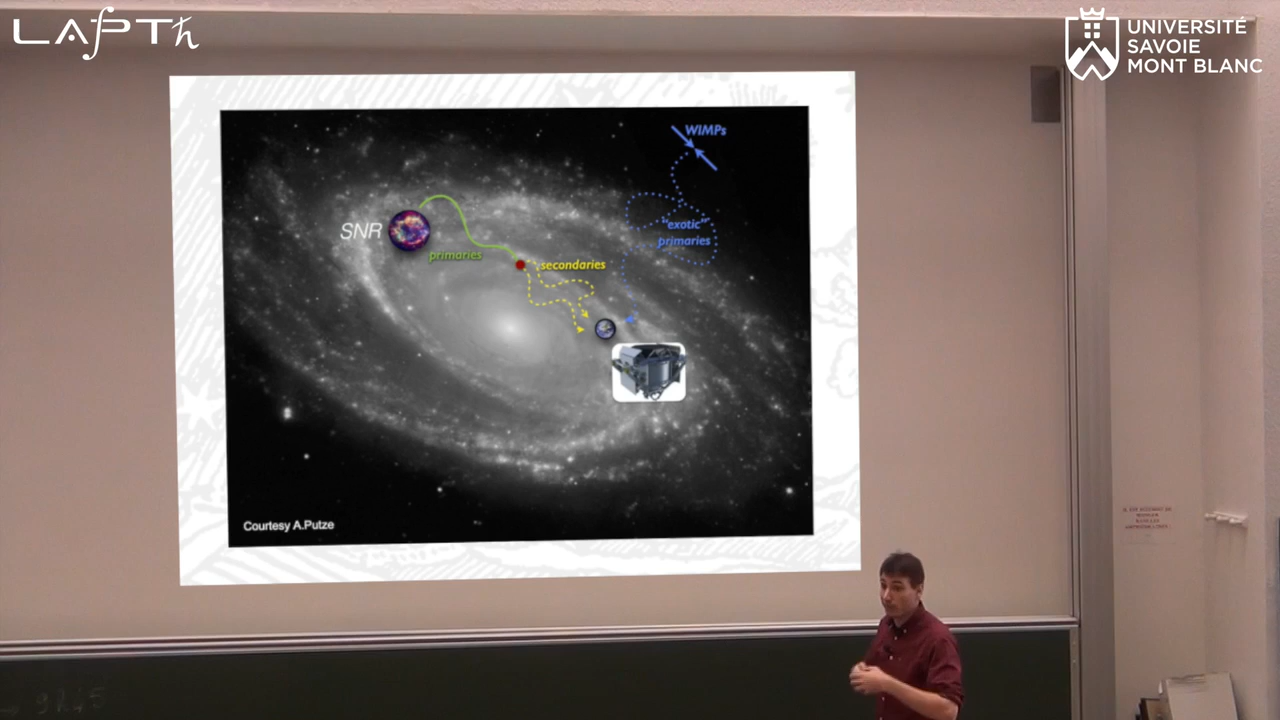 LAPTh
UNIVERSITÉ
SAVOIE
MONT BLANC
WIMPs
SNR
"exotic"
primaries
primaries
secondaries
Courtesy A.Putze